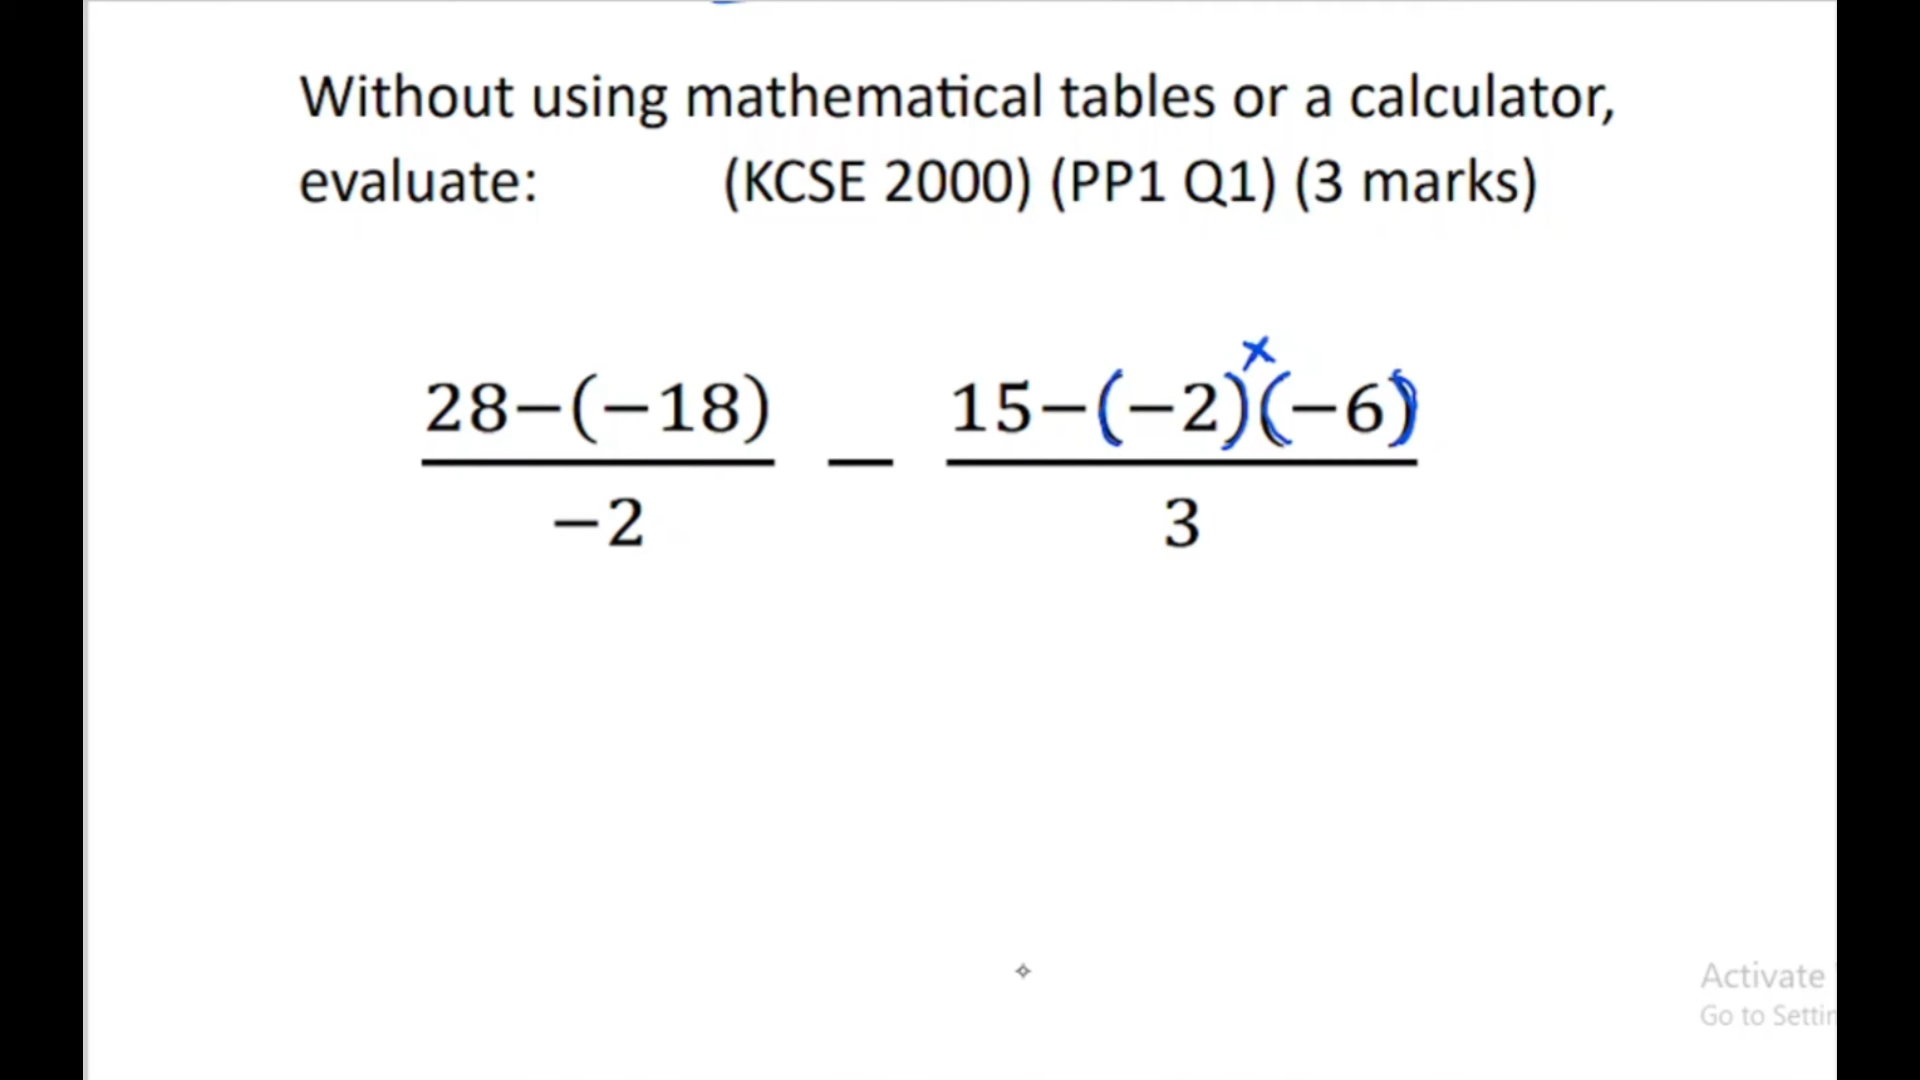 Without using mathematical tables or a calculator,
evaluate: (KCSE 2000) (PP1 Q1) (3 marks)
28−(−18) − 15−(−2)×(−6)
−2 3
Activate
Go to Settin